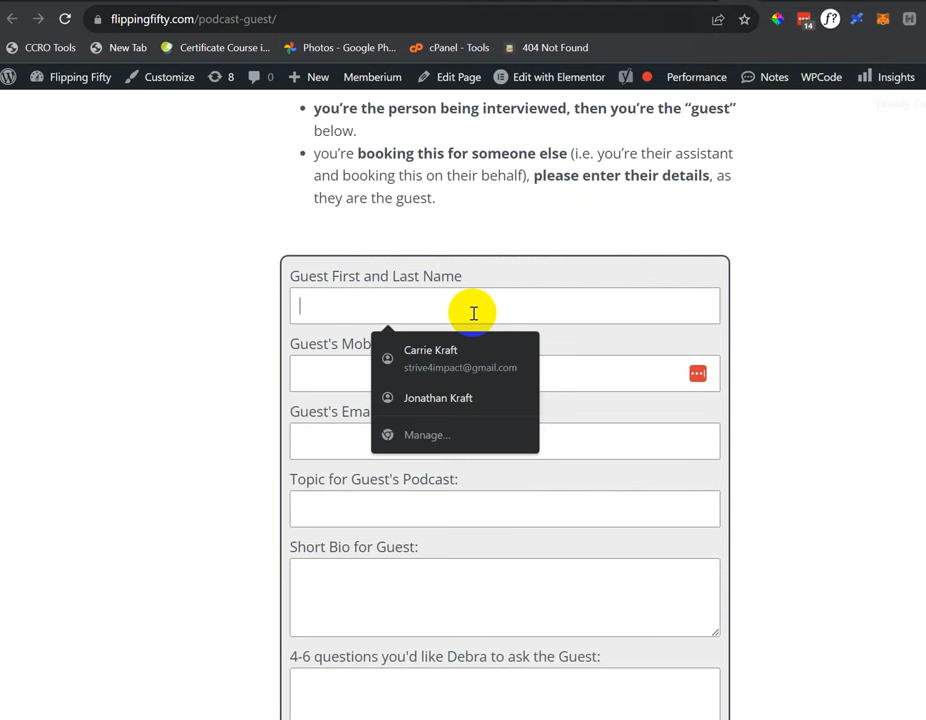 flippingfifty.com/podcast-guest/
14
f?
H
CCRO Tools New Tab Certificate Course i... Photos - Google Ph... cPanel - Tools 404 Not Found
Flipping Fifty Customize 8 0 New Memberium Edit Page Edit with Elementor Performance Notes WPCode Insights
you’re the person being interviewed, then you’re the “guest”
below.
you’re booking this for someone else (i.e. you’re their assistant
and booking this on their behalf), please enter their details, as
they are the guest.
Guest First and Last Name
Carrie Kraft
strive4impact@gmail.com
Guest's Mob
Jonathan Kraft
Guest's Ema
Manage...
Topic for Guest's Podcast:
Short Bio for Guest:
4-6 questions you'd like Debra to ask the Guest: